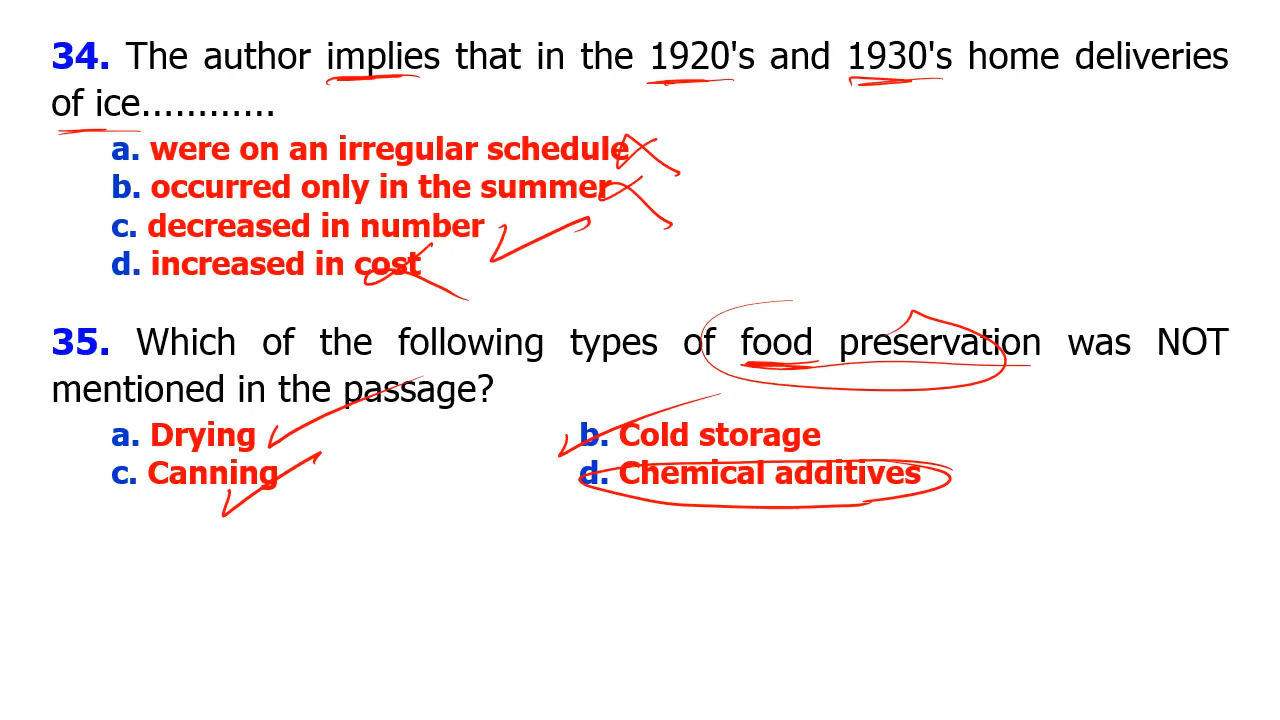 34. The author implies that in the 1920's and 1930's home deliveries
of ice............
a. were on an irregular schedule
b. occurred only in the summer
c. decreased in number
d. increased in cost
35. Which of the following types of food preservation was NOT
mentioned in the passage?
a. Drying b. Cold storage
c. Canning d. Chemical additives